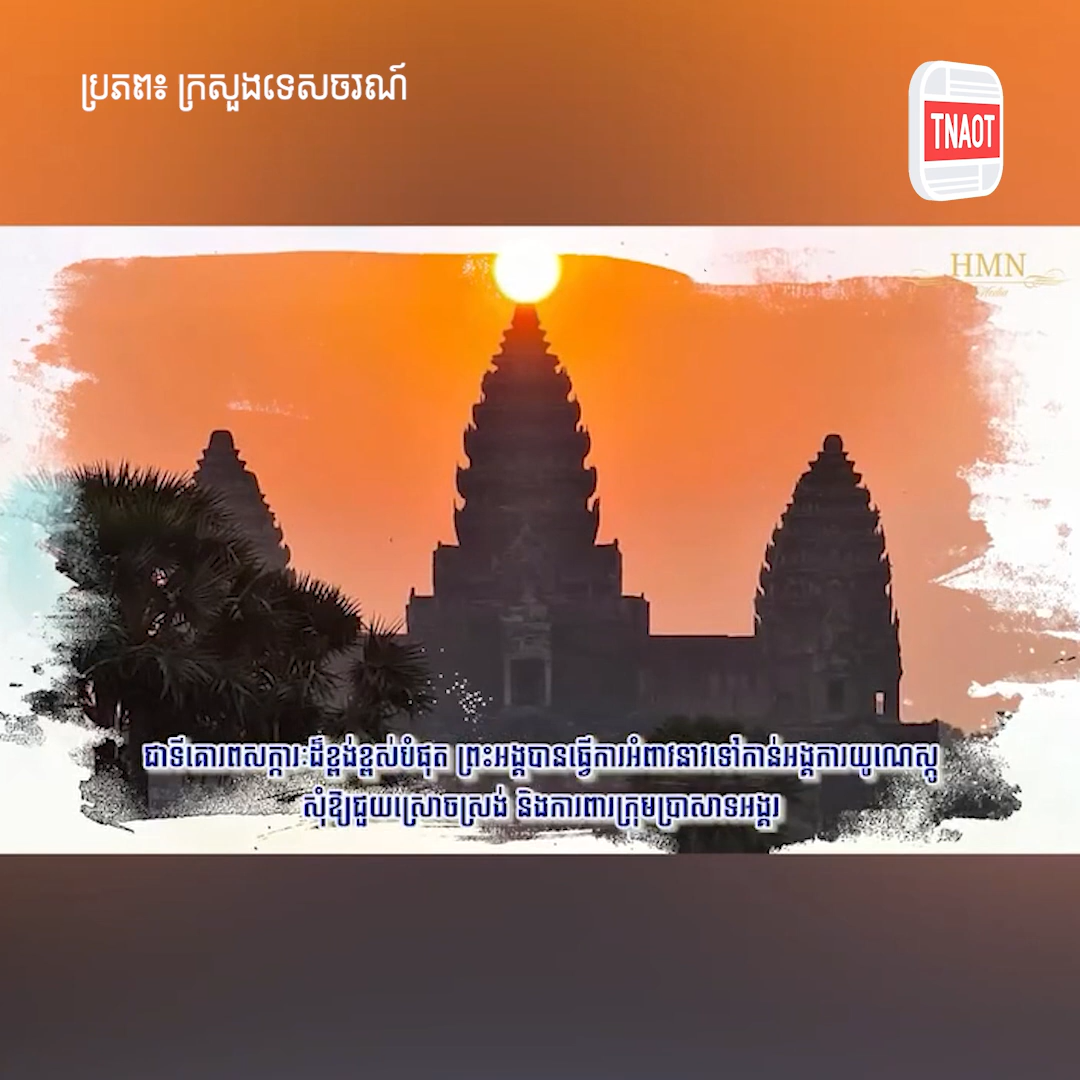 ប្រភព៖ ក្រសួងទេសចរណ៍
TNAOT
HMN
Media
ជាទីគោរពសក្ការៈដ៏ខ្ពង់ខ្ពស់បំផុត ព្រះអង្គបានធ្វើការអំពាវនាវទៅកាន់អង្គការយូណេស្កូ
សុំឱ្យជួយស្រោចស្រង់ និងការពារក្រុមប្រាសាទអង្គរ